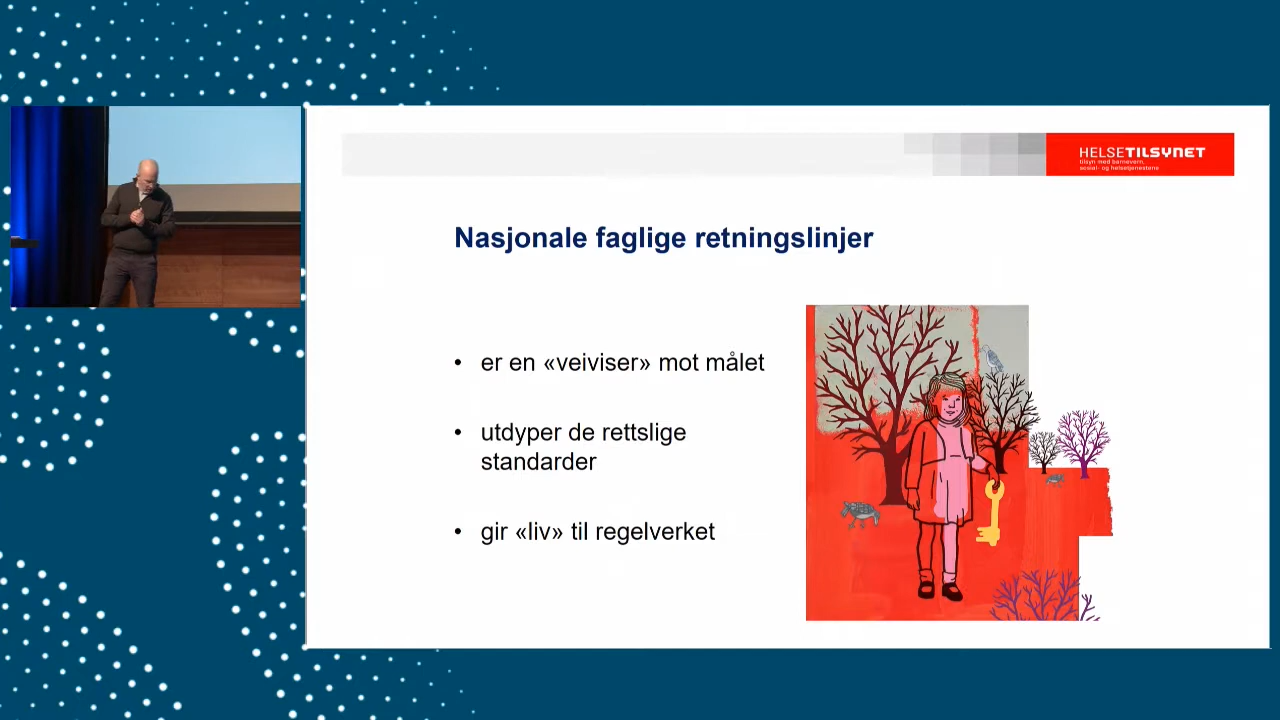 HELSETILSYNET
tilsyn med barnevern,
sosial- og helsetjenestene
Nasjonale faglige retningslinjer
• er en «veiviser» mot målet
• utdyper de rettslige
standarder
• gir «liv» til regelverket